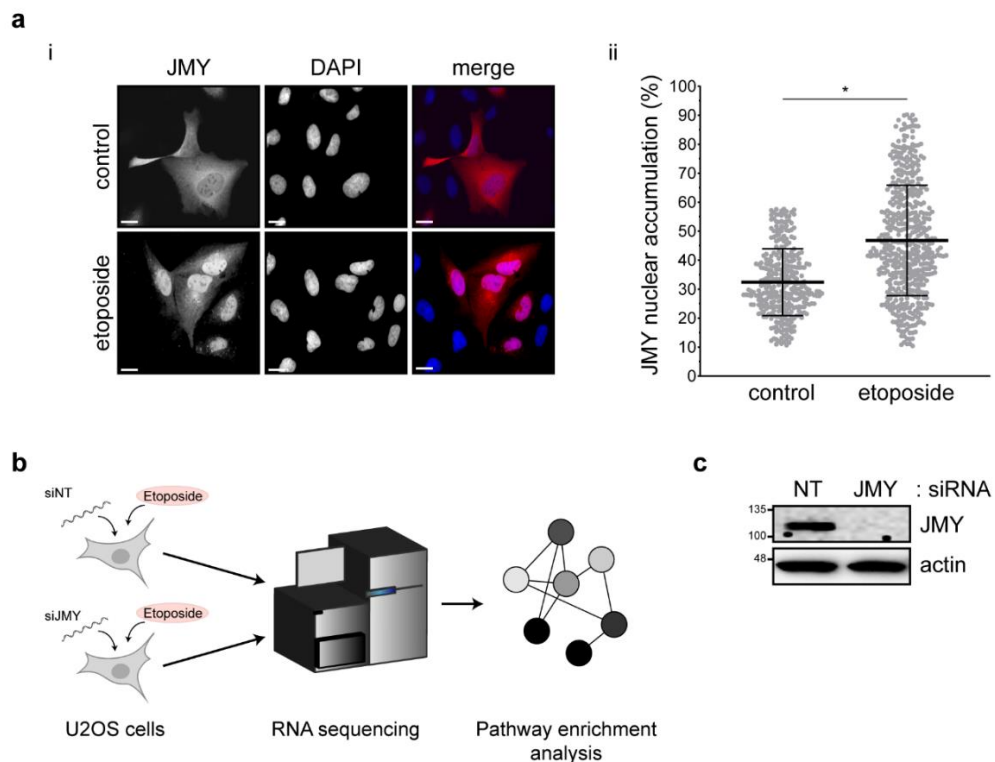 a
i
JMY DAPI merge
control
etoposide
ii
JMY nuclear accumulation (%)
100
90
80
70
60
50
40
30
20
10
0
*
control etoposide
b
siNT
Etoposide
siJMY
Etoposide
U2OS cells
RNA sequencing
Pathway enrichment
analysis
c
NT JMY : siRNA
135
100
JMY
48
actin